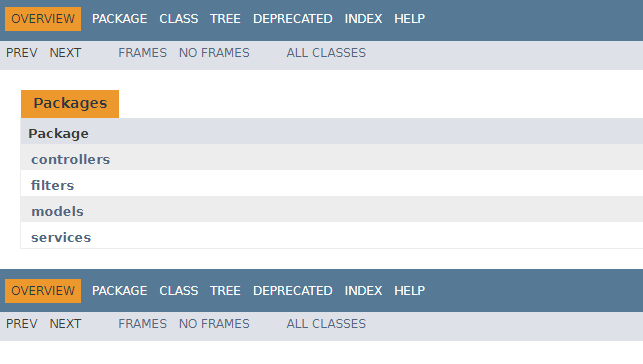 OVERVIEW PACKAGE CLASS TREE DEPRECATED INDEX HELP
PREV NEXT FRAMES NO FRAMES ALL CLASSES
Packages
Package
controllers
filters
models
services
OVERVIEW PACKAGE CLASS TREE DEPRECATED INDEX HELP
PREV NEXT FRAMES NO FRAMES ALL CLASSES